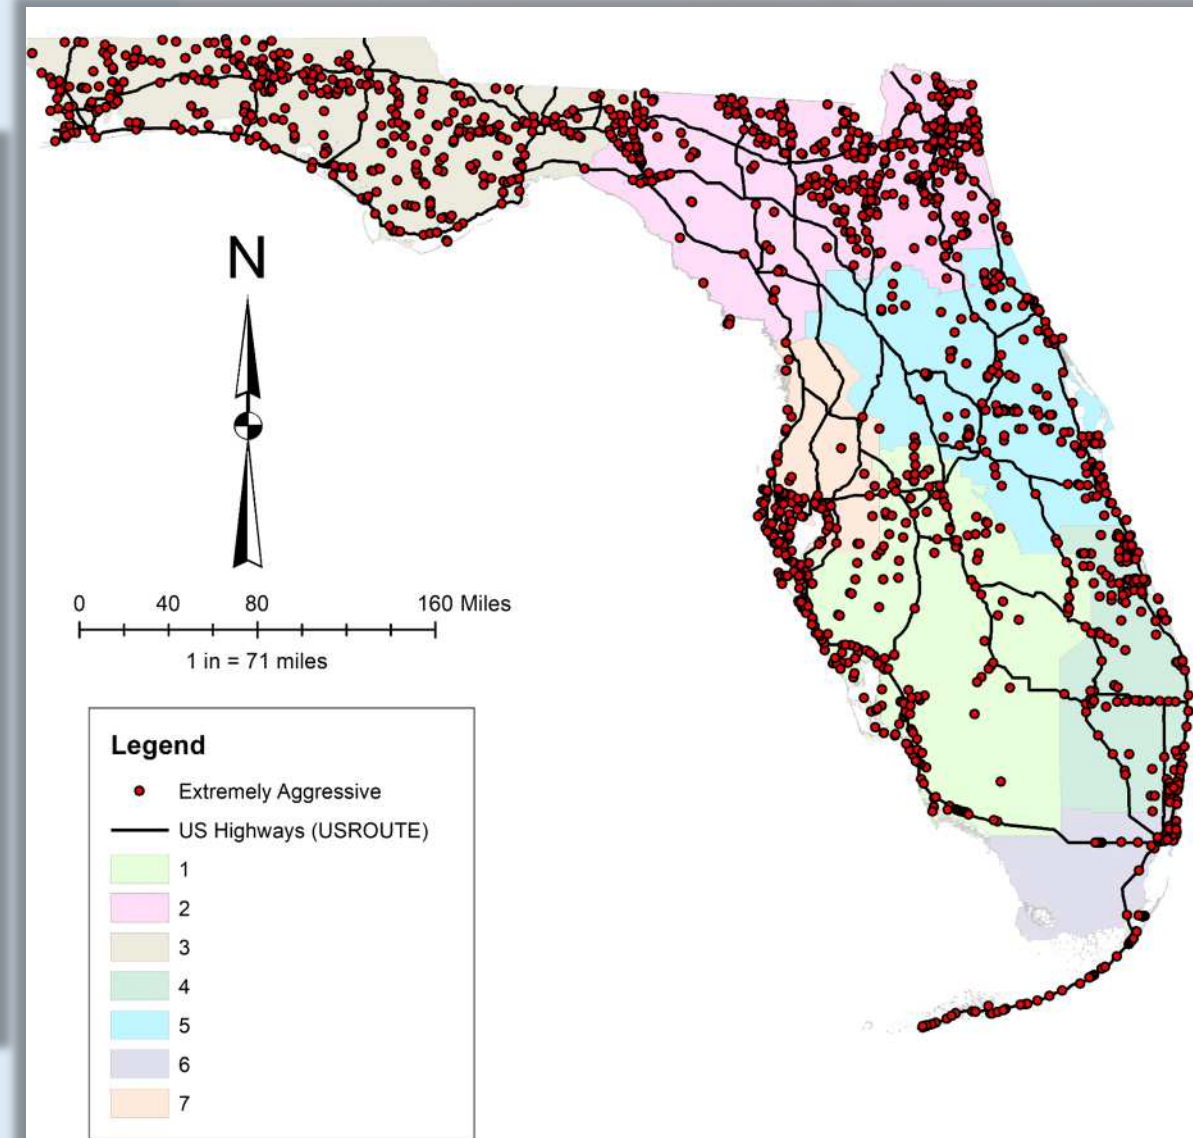 N
0 40 80 160 Miles
1 in = 71 miles
Legend
Extremely Aggressive
US Highways (USROUTE)
1
2
3
4
5
6
7